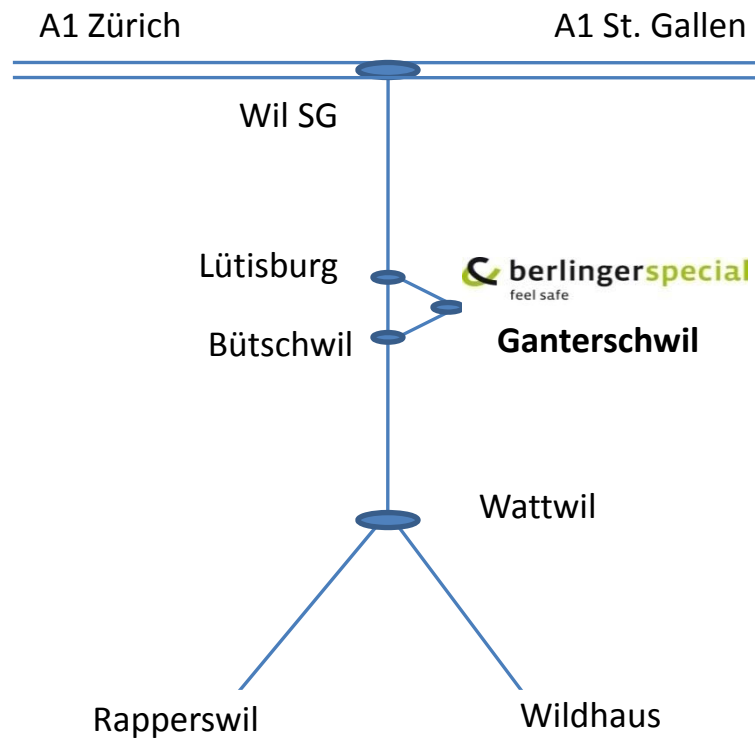 A1 Zürich
A1 St. Gallen
Wil SG
Lütisburg
berlingerspecial
feel safe
Bütschwil
Ganterschwil
Wattwil
Rapperswil
Wildhaus